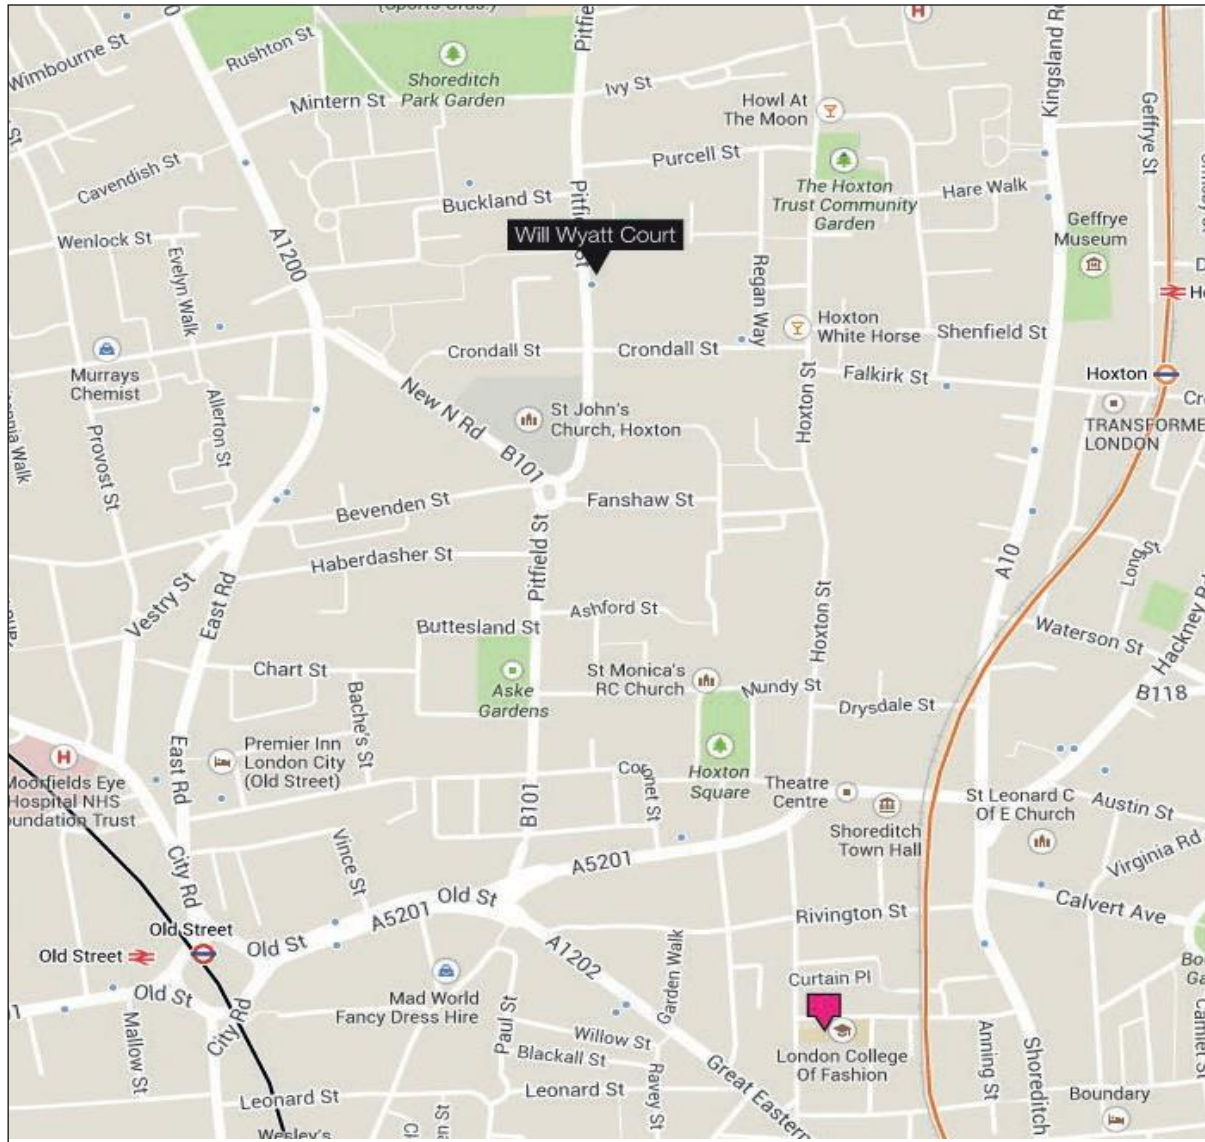 (Sports Grds.)
Wimbourne St
Rushton St
Shoreditch
Park Garden
Mintern St
Pitfield
Ivy St
Howl At
The Moon
Kingsland Rd
Geffrye St
Cavendish St
Purcell St
Buckland St
Pitfield St
The Hoxton
Trust Community
Garden
Hare Walk
Geffrye
Museum
Wenlock St
Evelyn Walk
A1200
Will Wyatt Court
Regan Way
Hoxton
White Horse
Shenfield St
Murrays
Chemist
Crondall St
Crondall St
Falkirk St
Hoxton
TRANSFORME
LONDON
Allerton St
Provost St
New N Rd
B101
St John's
Church, Hoxton
Hoxton St
Bevenden St
Fanshaw St
Haberdasher St
Pitfield St
A10
Long St
Vestry St
East Rd
Ashford St
Buttesland St
Hoxton St
Waterson St
Hackney Rd
Chart St
Aske
Gardens
St Monica's
RC Church
Mundy St
Drysdale St
B118
Bache's St
Moorfields Eye
Hospital NHS
oundation Trust
East Rd
Premier Inn
London City
(Old Street)
B101
Coronet St
Hoxton
Square
Theatre
Centre
Shoreditch
Town Hall
St Leonard C
Of E Church
Austin St
Virginia Rd
City Rd
Vince St
A5201
Old St
A5201
Rivington St
Calvert Ave
Old Street
Old Street
Old St
Old St
A1202
Garden Walk
Curtain Pl
Mad World
Fancy Dress Hire
Paul St
Mallow St
City Rd
Willow St
Blackall St
London College
Of Fashion
Anning St
Shoreditch
Leonard St
Leonard St
Ravey St
Great Eastern
Boundary
Wesley's